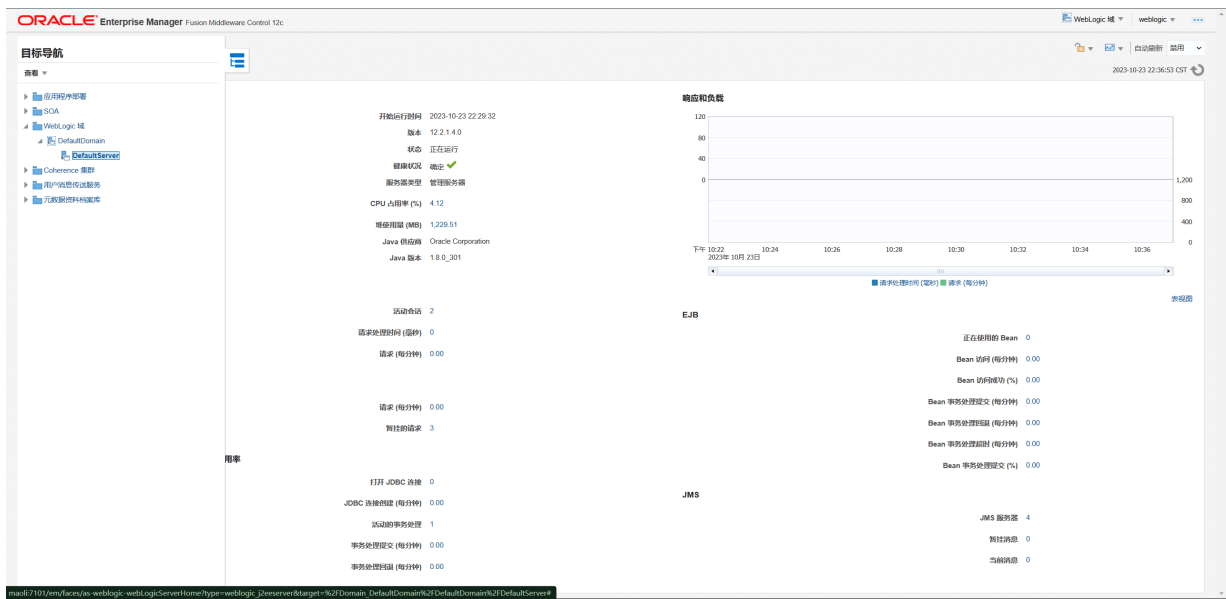 ORACLE Enterprise Manager Fusion Middleware Control 12c
WebLogic 域 weblogic
目标导航
自动刷新 禁用
查看
2023-10-23 22:36:53 CST
应用程序部署
SOA
WebLogic 域
DefaultDomain
DefaultServer
Coherence 集群
用户消息传送服务
元数据资料档案库
开始运行时间 2023-10-23 22:29:32
版本 12.2.1.4.0
状态 正在运行
健康状况 确定
服务器类型 管理服务器
CPU 占用率 (%) 4.12
堆使用量 (MB) 1,229.51
Java 供应商 Oracle Corporation
Java 版本 1.8.0_301
活动会话 2
请求处理时间 (毫秒) 0
请求 (每分钟) 0.00
请求 (每分钟) 0.00
暂挂的请求 3
用率
打开 JDBC 连接 0
JDBC 连接创建 (每分钟) 0.00
活动的事务处理 1
事务处理提交 (每分钟) 0.00
事务处理回退 (每分钟) 0.00
响应和负载
120
80
40
0 1,200
800
400
0
下午 10:22 10:24 10:26 10:28 10:30 10:32 10:34 10:36
2023年 10月 23日
请求处理时间 (毫秒) 请求 (每分钟)
表视图
EJB
正在使用的 Bean 0
Bean 访问 (每分钟) 0.00
Bean 访问成功 (%) 0.00
Bean 事务处理提交 (每分钟) 0.00
Bean 事务处理回退 (每分钟) 0.00
Bean 事务处理超时 (每分钟) 0.00
Bean 事务处理提交 (%) 0.00
JMS
JMS 服务器 4
暂挂消息 0
当前消息 0
maoli:7101/em/faces/as-weblogic-webLogicServerHome?type=weblogic_j2eeserver&target=%2FDomain_DefaultDomain%2FDefaultDomain%2FDefaultServer#